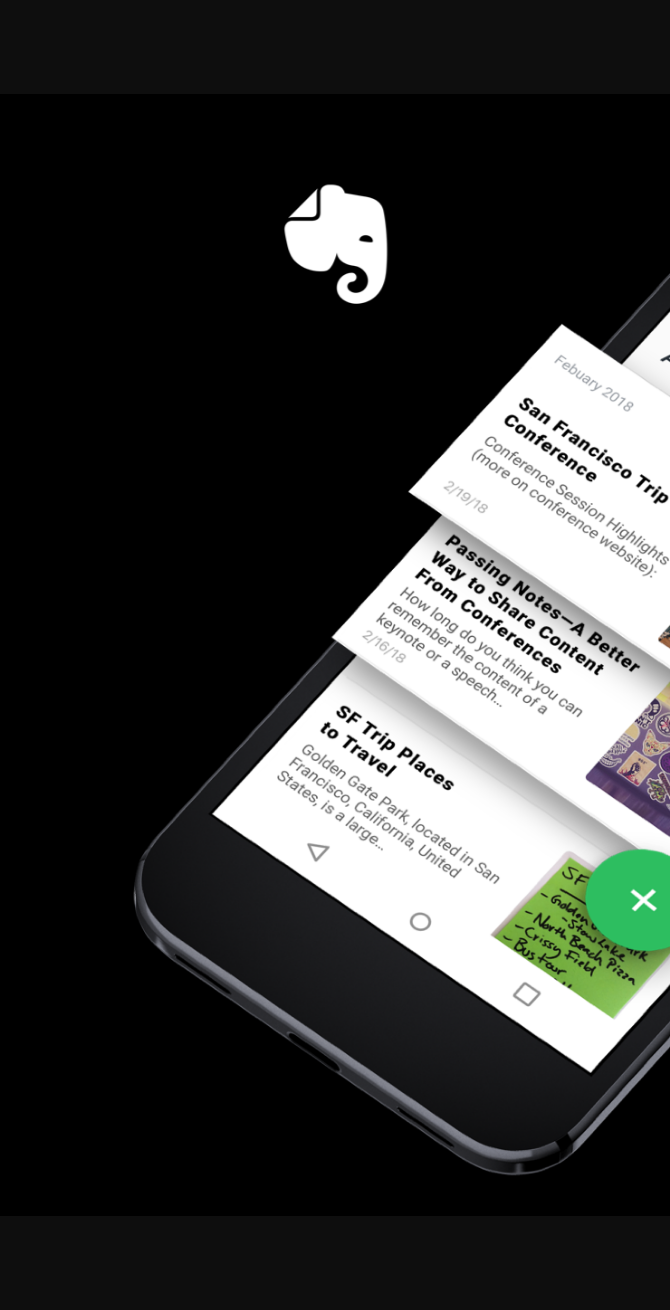 Febuary 2018
San Francisco Trip
Conference
Conference Session Highlights
(more on conference website):
2/19/18
Passing Notes—A Better
Way to Share Content
From Conferences
How long do you think you can
remember the content of a
keynote or a speech...
2/16/18
SF Trip Places
to Travel
Golden Gate Park, located in San
Francisco, California, United
States, is a large...
SF
- Golden
- Stow Lake
- North Beach Pizza
- Crissy Field
- Bus Tour